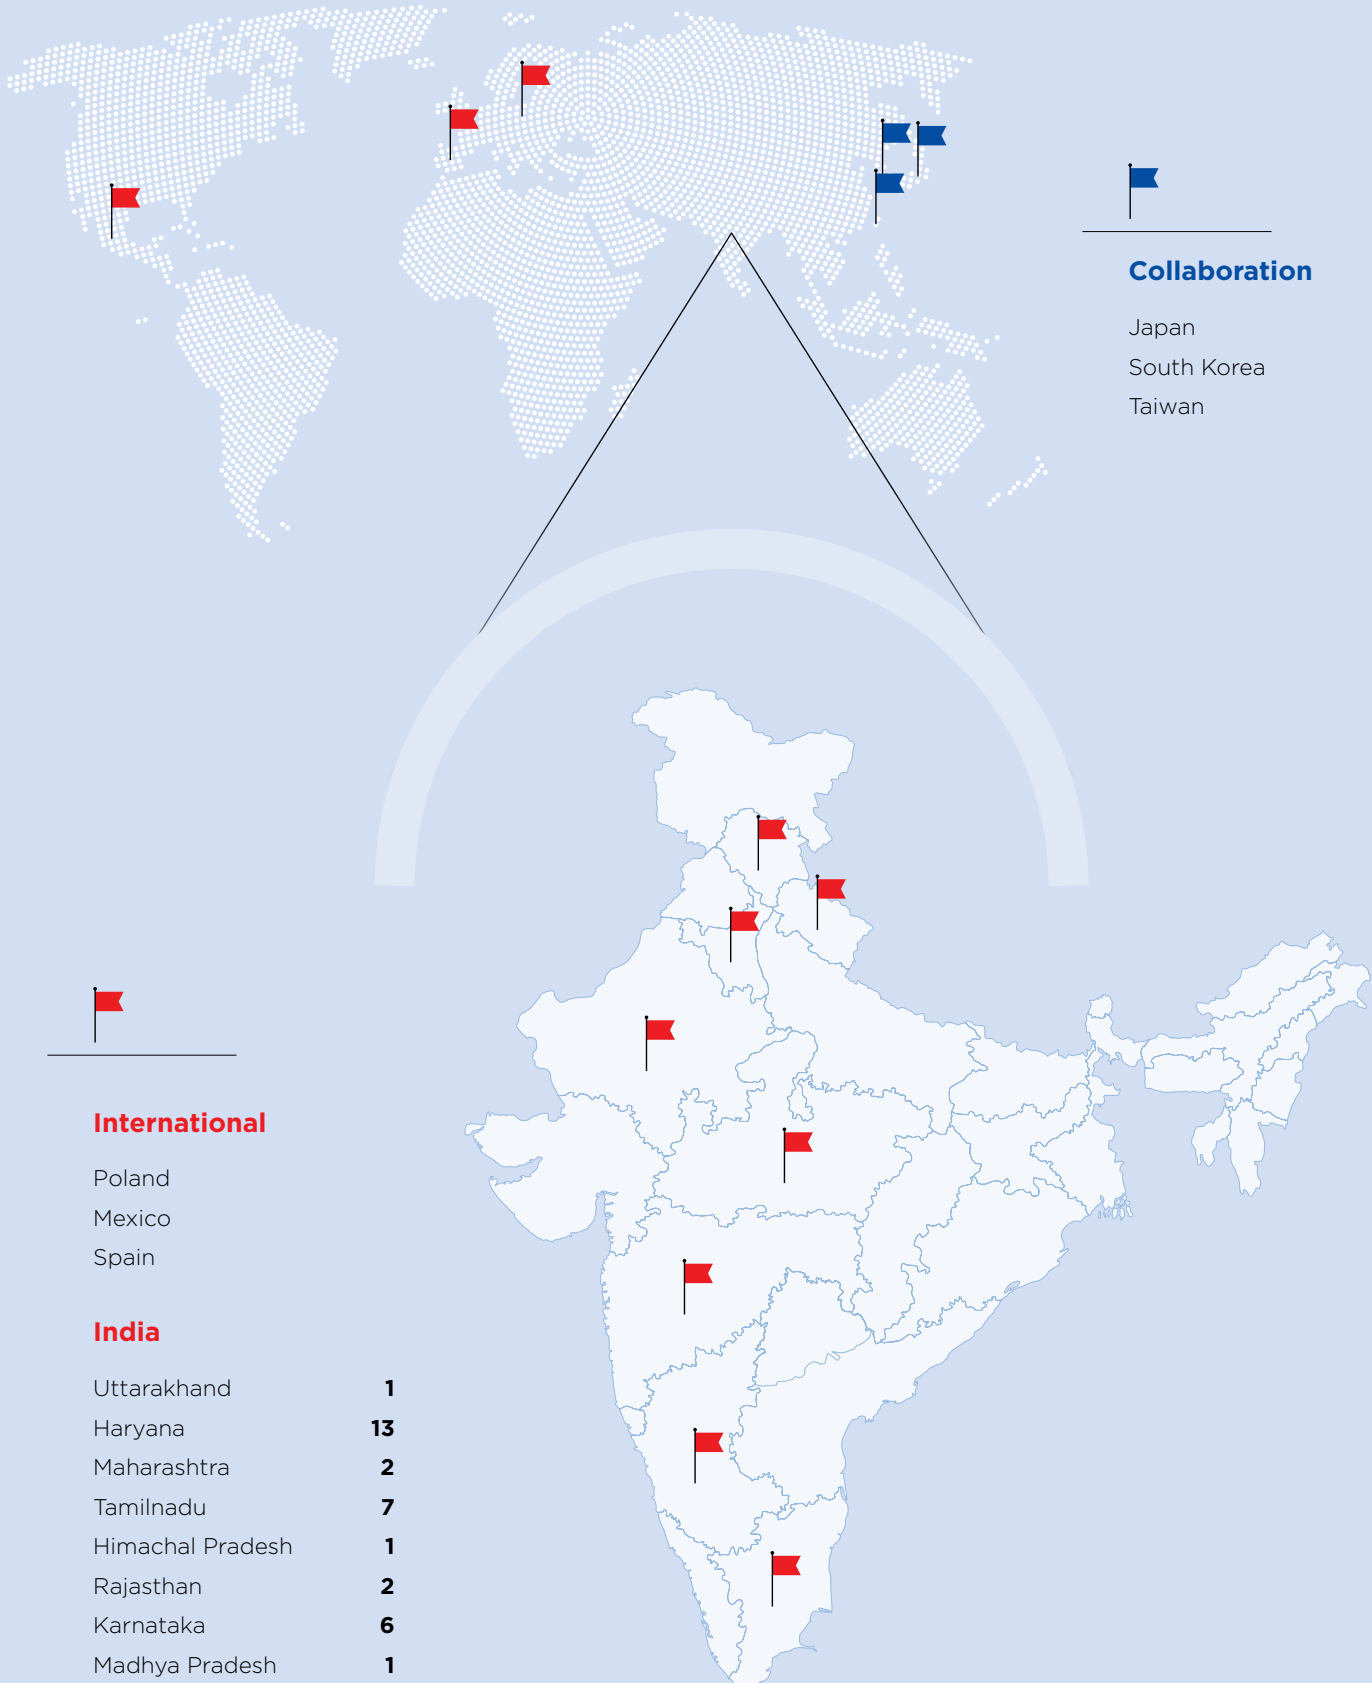 Collaboration
Japan
South Korea
Taiwan
International
Poland
Mexico
Spain
India
Uttarakhand 1
Haryana 13
Maharashtra 2
Tamilnadu 7
Himachal Pradesh 1
Rajasthan 2
Karnataka 6
Madhya Pradesh 1